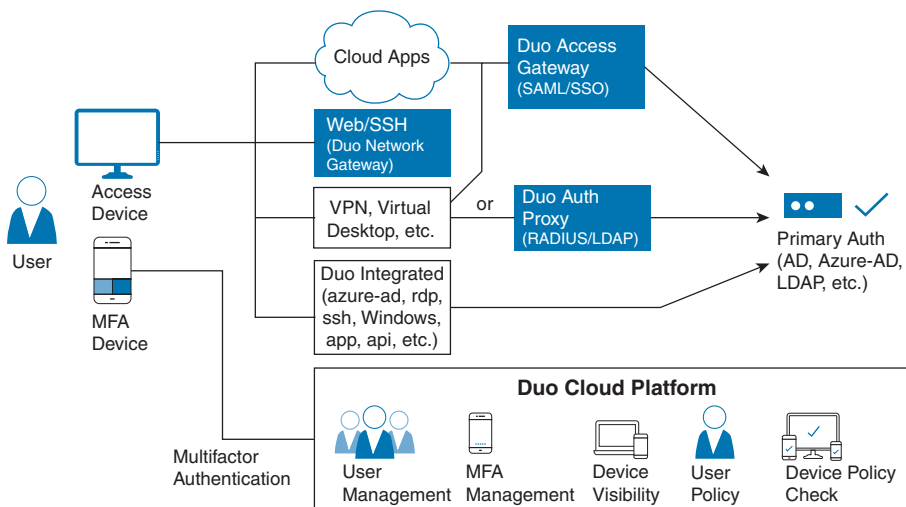 Cloud Apps
Duo Access
Gateway
(SAML/SSO)
Web/SSH
(Duo Network
Gateway)
Access
Device
VPN, Virtual
Desktop, etc.
or
Duo Auth
Proxy
(RADIUS/LDAP)
User
Primary Auth
(AD, Azure-AD,
LDAP, etc.)
MFA
Device
Duo Integrated
(azure-ad, rdp,
ssh, Windows,
app, api, etc.)
Duo Cloud Platform
Multifactor
Authentication
User
Management
MFA
Management
Device
Visibility
User
Policy
Device Policy
Check